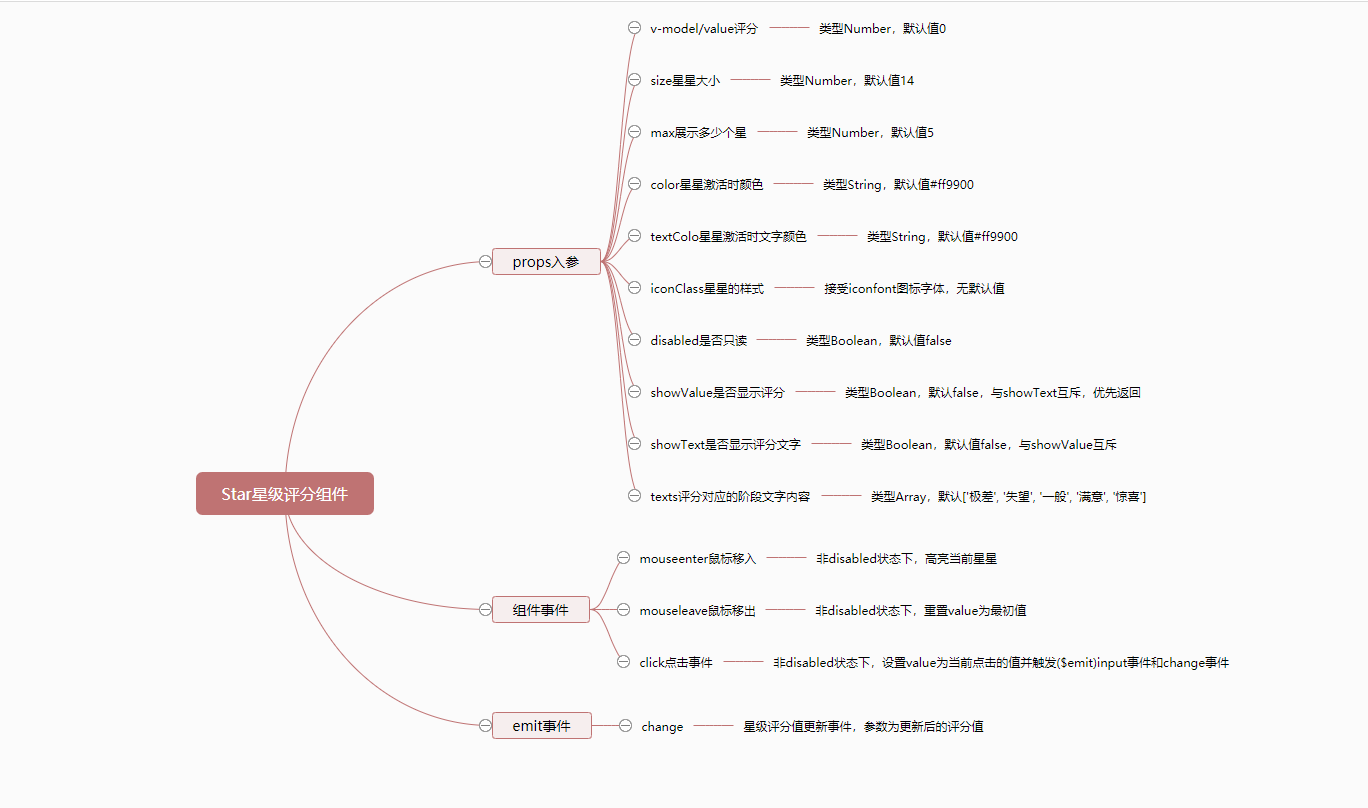 v-model/value评分 类型Number，默认值0
size星星大小 类型Number，默认值14
max展示多少个星 类型Number，默认值5
color星星激活时颜色 类型String，默认值#ff9900
textColo星星激活时文字颜色 类型String，默认值#ff9900
props入参
iconClass星星的样式 接受iconfont图标字体，无默认值
disabled是否只读 类型Boolean，默认值false
showValue是否显示评分 类型Boolean，默认false，与showText互斥，优先返回
showText是否显示评分文字 类型Boolean，默认值false，与showValue互斥
Star星级评分组件
texts评分对应的阶段文字内容 类型Array，默认['极差', '失望', '一般', '满意', '惊喜']
mouseenter鼠标移入 非disabled状态下，高亮当前星星
组件事件
mouseleave鼠标移出 非disabled状态下，重置value为最初值
click点击事件 非disabled状态下，设置value为当前点击的值并触发($emit)input事件和change事件
emit事件
change 星级评分值更新事件，参数为更新后的评分值